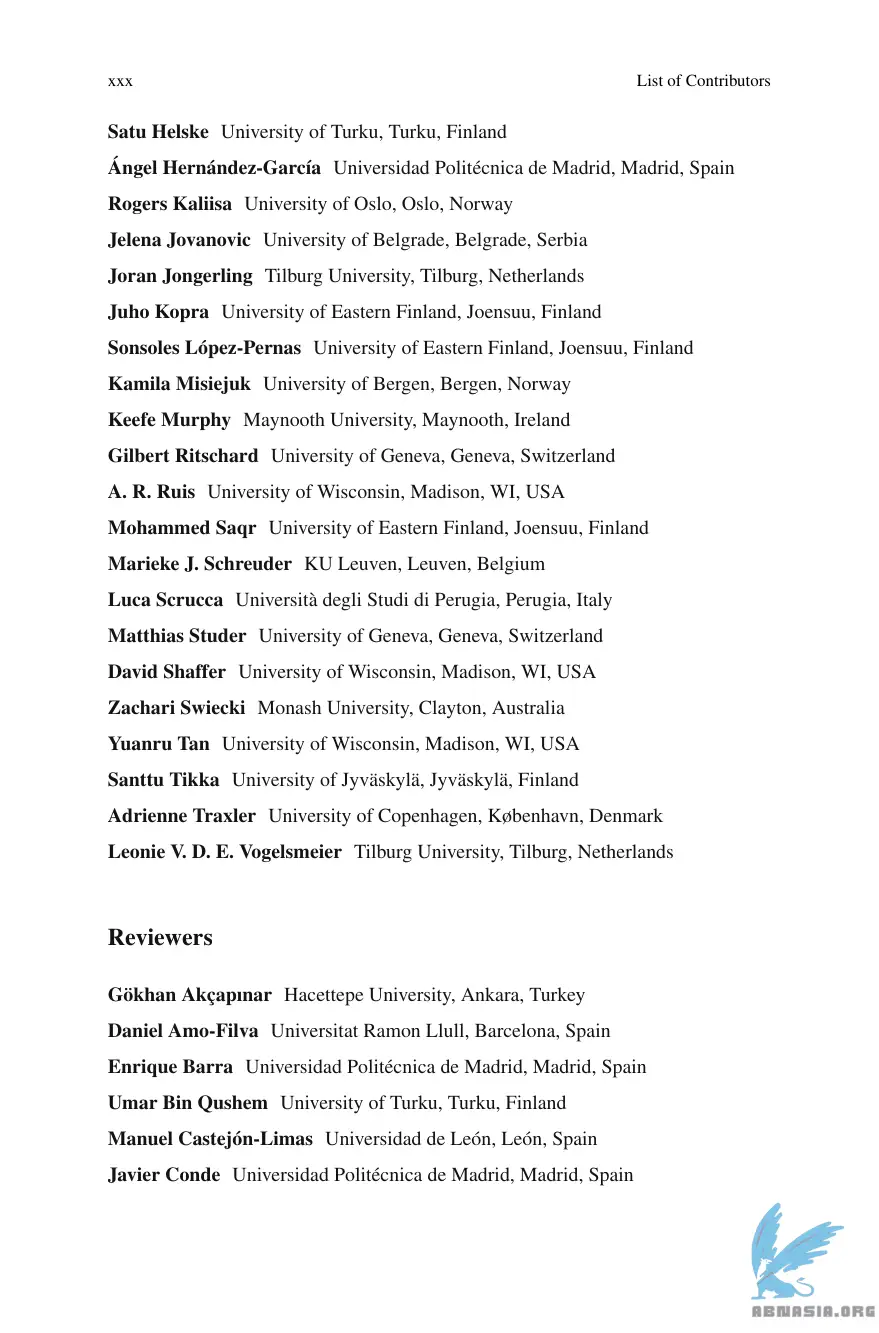 xxx List of Contributors
Satu Helske University of Turku, Turku, Finland
Ángel Hernández-García Universidad Politécnica de Madrid, Madrid, Spain
Rogers Kaliisa University of Oslo, Oslo, Norway
Jelena Jovanovic University of Belgrade, Belgrade, Serbia
Joran Jongerling Tilburg University, Tilburg, Netherlands
Juho Kopra University of Eastern Finland, Joensuu, Finland
Sonsoles López-Pernas University of Eastern Finland, Joensuu, Finland
Kamila Misiejuk University of Bergen, Bergen, Norway
Keefe Murphy Maynooth University, Maynooth, Ireland
Gilbert Ritschard University of Geneva, Geneva, Switzerland
A. R. Ruis University of Wisconsin, Madison, WI, USA
Mohammed Saqr University of Eastern Finland, Joensuu, Finland
Marieke J. Schreuder KU Leuven, Leuven, Belgium
Luca Scrucca Università degli Studi di Perugia, Perugia, Italy
Matthias Studer University of Geneva, Geneva, Switzerland
David Shaffer University of Wisconsin, Madison, WI, USA
Zachari Swiecki Monash University, Clayton, Australia
Yuanru Tan University of Wisconsin, Madison, WI, USA
Santtu Tikka University of Jyväskylä, Jyväskylä, Finland
Adrienne Traxler University of Copenhagen, København, Denmark
Leonie V. D. E. Vogelsmeier Tilburg University, Tilburg, Netherlands
Reviewers
Gökhan Akçapınar Hacettepe University, Ankara, Turkey
Daniel Amo-Filva Universitat Ramon Llull, Barcelona, Spain
Enrique Barra Universidad Politécnica de Madrid, Madrid, Spain
Umar Bin Qushem University of Turku, Turku, Finland
Manuel Castejón-Limas Universidad de León, León, Spain
Javier Conde Universidad Politécnica de Madrid, Madrid, Spain
ABNASIA.ORG